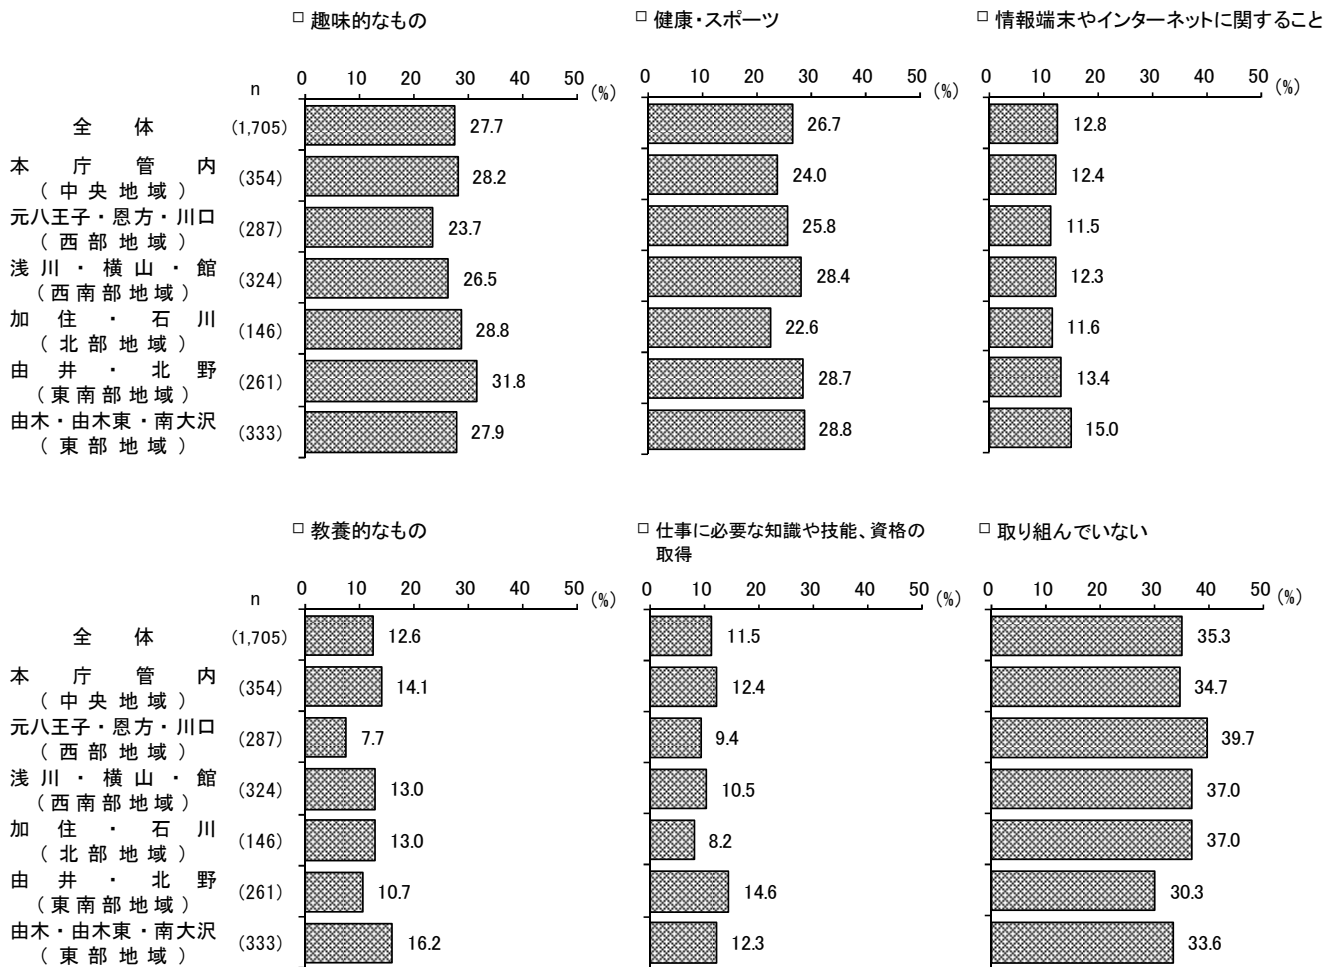 □ 趣味的なもの
□ 健康・スポーツ
□ 情報端末やインターネットに関すること
0 10 20 30 40 50 (%)
0 10 20 30 40 50 (%)
0 10 20 30 40 50 (%)
n
全体 (1,705) 27.7 26.7 12.8
本庁管内
(中央地域) (354) 28.2 24.0 12.4
元八王子・恩方・川口
(西部地域) (287) 23.7 25.8 11.5
浅川・横山・館
(西南部地域) (324) 26.5 28.4 12.3
加住・石川
(北部地域) (146) 28.8 22.6 11.6
由井・北野
(東南部地域) (261) 31.8 28.7 13.4
由木・由木東・南大沢
(東部地域) (333) 27.9 28.8 15.0
□ 教養的なもの
□ 仕事に必要な知識や技能、資格の
取得
□ 取り組んでいない
0 10 20 30 40 50 (%)
0 10 20 30 40 50 (%)
0 10 20 30 40 50 (%)
n
全体 (1,705) 12.6 11.5 35.3
本庁管内
(中央地域) (354) 14.1 12.4 34.7
元八王子・恩方・川口
(西部地域) (287) 7.7 9.4 39.7
浅川・横山・館
(西南部地域) (324) 13.0 10.5 37.0
加住・石川
(北部地域) (146) 13.0 8.2 37.0
由井・北野
(東南部地域) (261) 10.7 14.6 30.3
由木・由木東・南大沢
(東部地域) (333) 16.2 12.3 33.6